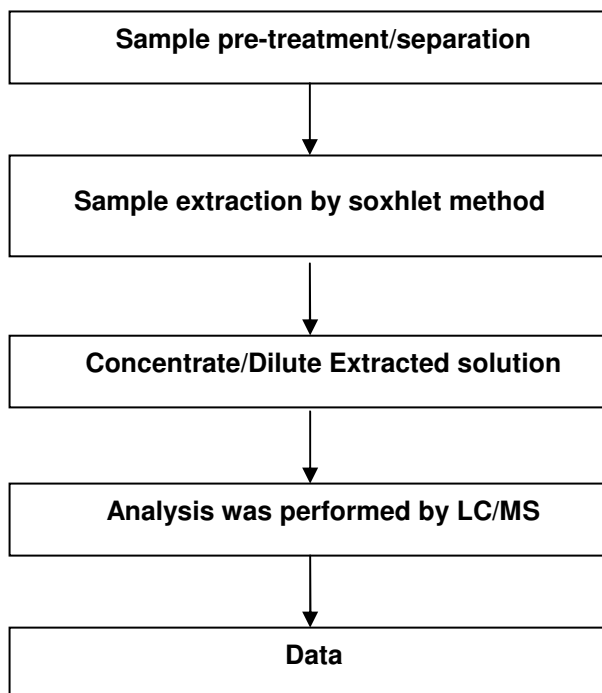 Sample pre-treatment/separation
Sample extraction by soxhlet method
Concentrate/Dilute Extracted solution
Analysis was performed by LC/MS
Data